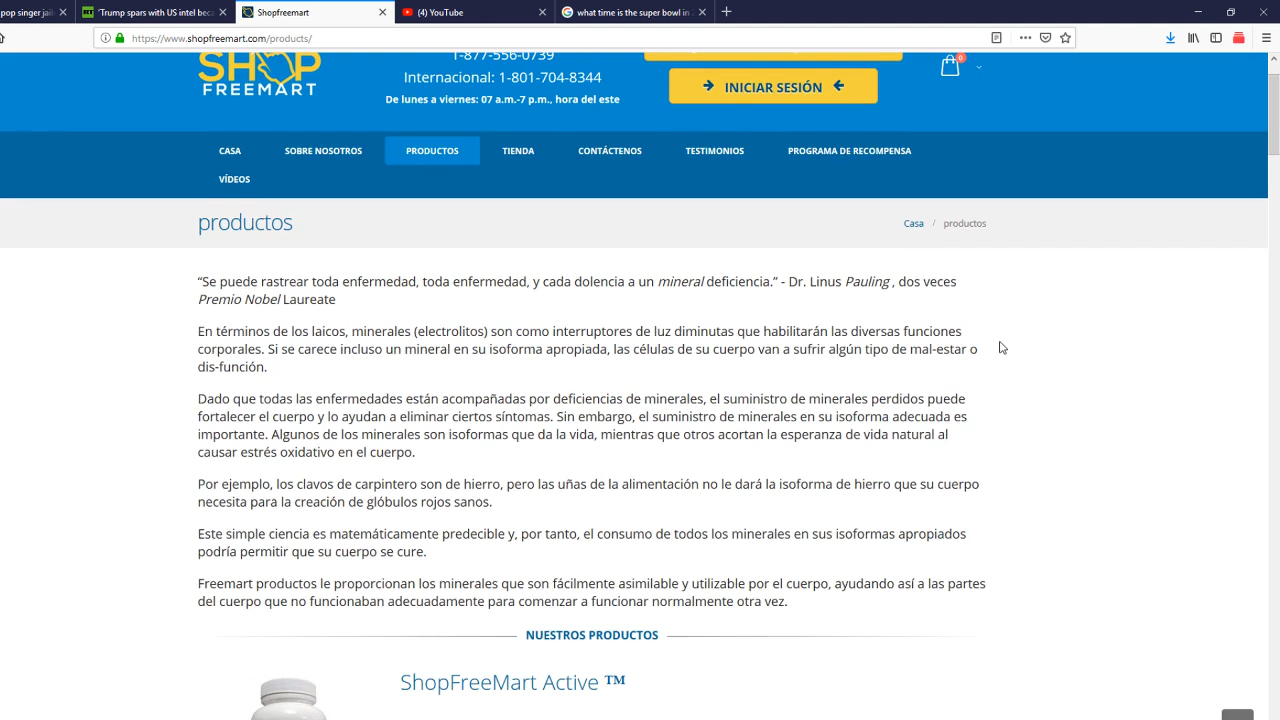 pop singer jail
'Trump spars with US intel beca
Shopfreemart
(4) YouTube
what time is the super bowl in 2
https://www.shopfreemart.com/products/
SHOP
FREEMART
1-877-556-0739
Internacional: 1-801-704-8344
De lunes a viernes: 07 a.m.-7 p.m., hora del este
INICIAR SESIÓN
0
CASA SOBRE NOSOTROS PRODUCTOS TIENDA CONTÁCTENOS TESTIMONIOS PROGRAMA DE RECOMPENSA
VÍDEOS
productos
Casa / productos
“Se puede rastrear toda enfermedad, toda enfermedad, y cada dolencia a un mineral deficiencia.” - Dr. Linus Pauling , dos veces
Premio Nobel Laureate
En términos de los laicos, minerales (electrolitos) son como interruptores de luz diminutas que habilitarán las diversas funciones
corporales. Si se carece incluso un mineral en su isoforma apropiada, las células de su cuerpo van a sufrir algún tipo de mal-estar o
dis-función.
Dado que todas las enfermedades están acompañadas por deficiencias de minerales, el suministro de minerales perdidos puede
fortalecer el cuerpo y lo ayudan a eliminar ciertos síntomas. Sin embargo, el suministro de minerales en su isoforma adecuada es
importante. Algunos de los minerales son isoformas que da la vida, mientras que otros acortan la esperanza de vida natural al
causar estrés oxidativo en el cuerpo.
Por ejemplo, los clavos de carpintero son de hierro, pero las uñas de la alimentación no le dará la isoforma de hierro que su cuerpo
necesita para la creación de glóbulos rojos sanos.
Este simple ciencia es matemáticamente predecible y, por tanto, el consumo de todos los minerales en sus isoformas apropiados
podría permitir que su cuerpo se cure.
Freemart productos le proporcionan los minerales que son fácilmente asimilable y utilizable por el cuerpo, ayudando así a las partes
del cuerpo que no funcionaban adecuadamente para comenzar a funcionar normalmente otra vez.
NUESTROS PRODUCTOS
ShopFreeMart Active ™